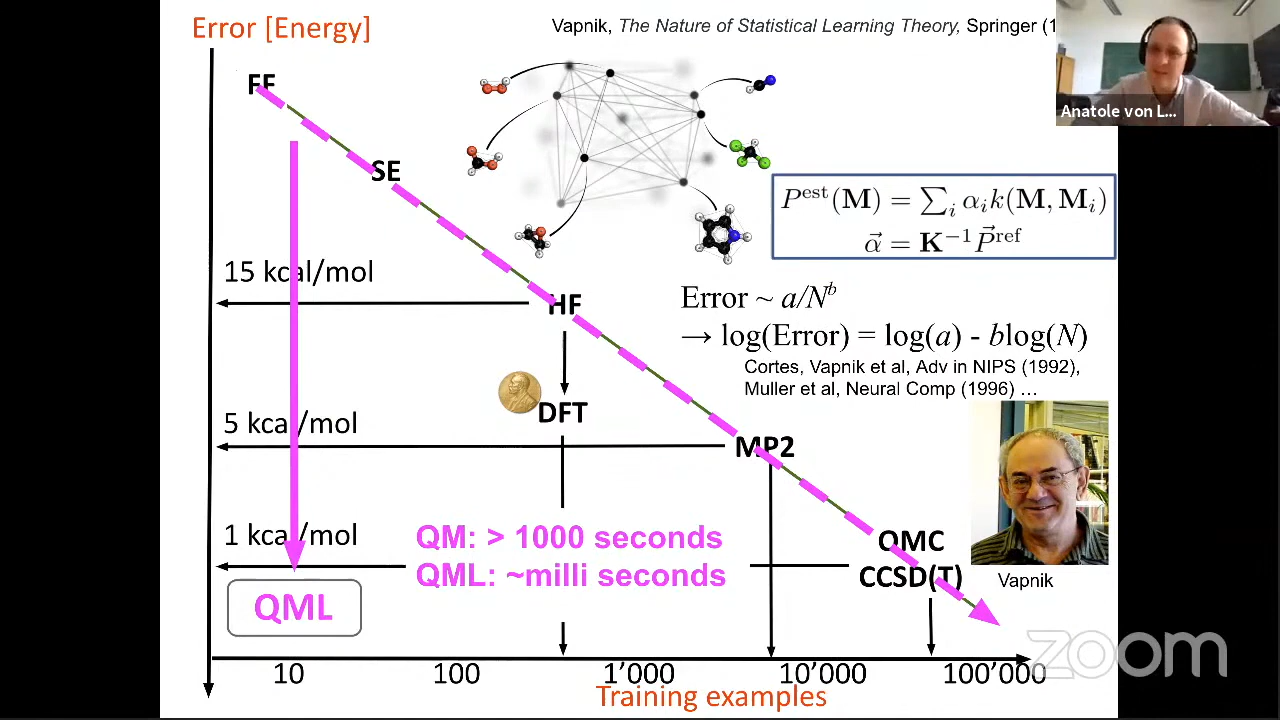 Error [Energy]
Vapnik, The Nature of Statistical Learning Theory, Springer (1
Anatole von L...
FF
SE
P^est(M) = ∑_i α_i k(M, M_i)
α⃗ = K^−1 P⃗^ref
15 kcal/mol
HF
Error ~ a/N^b
→ log(Error) = log(a) - blog(N)
Cortes, Vapnik et al, Adv in NIPS (1992),
Muller et al, Neural Comp (1996) …
DFT
5 kcal/mol
MP2
1 kcal/mol
QM: > 1000 seconds
QML: ~milli seconds
QMC
CCSD(T)
Vapnik
QML
zoom
10 100 1'000 10'000 100'000
Training examples